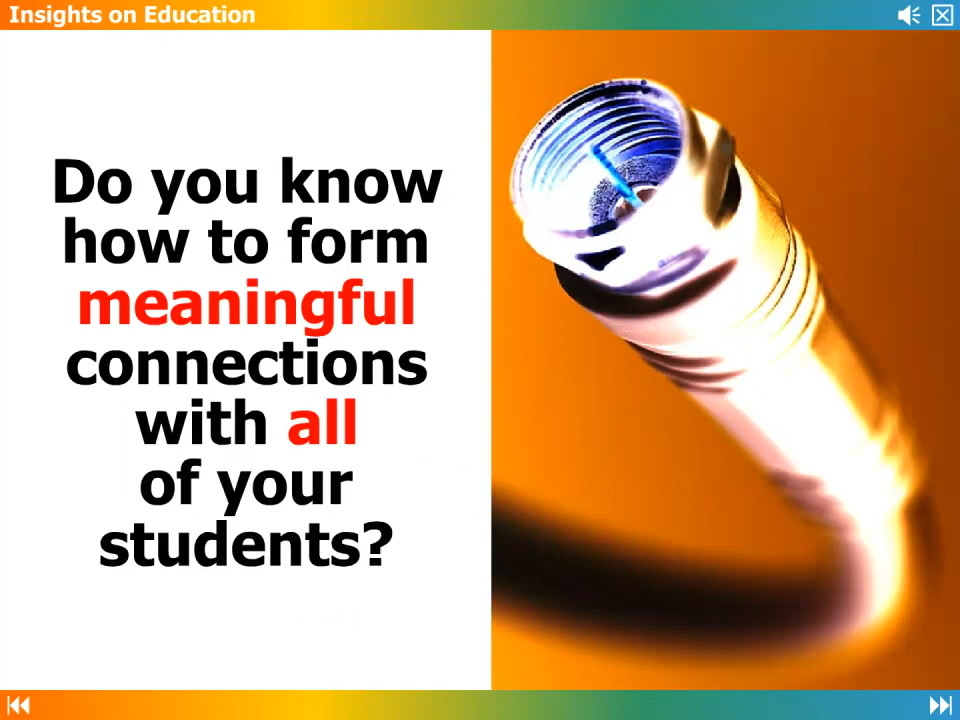 Insights on Education
Do you know
how to form
meaningful
connections
with all
of your
students?